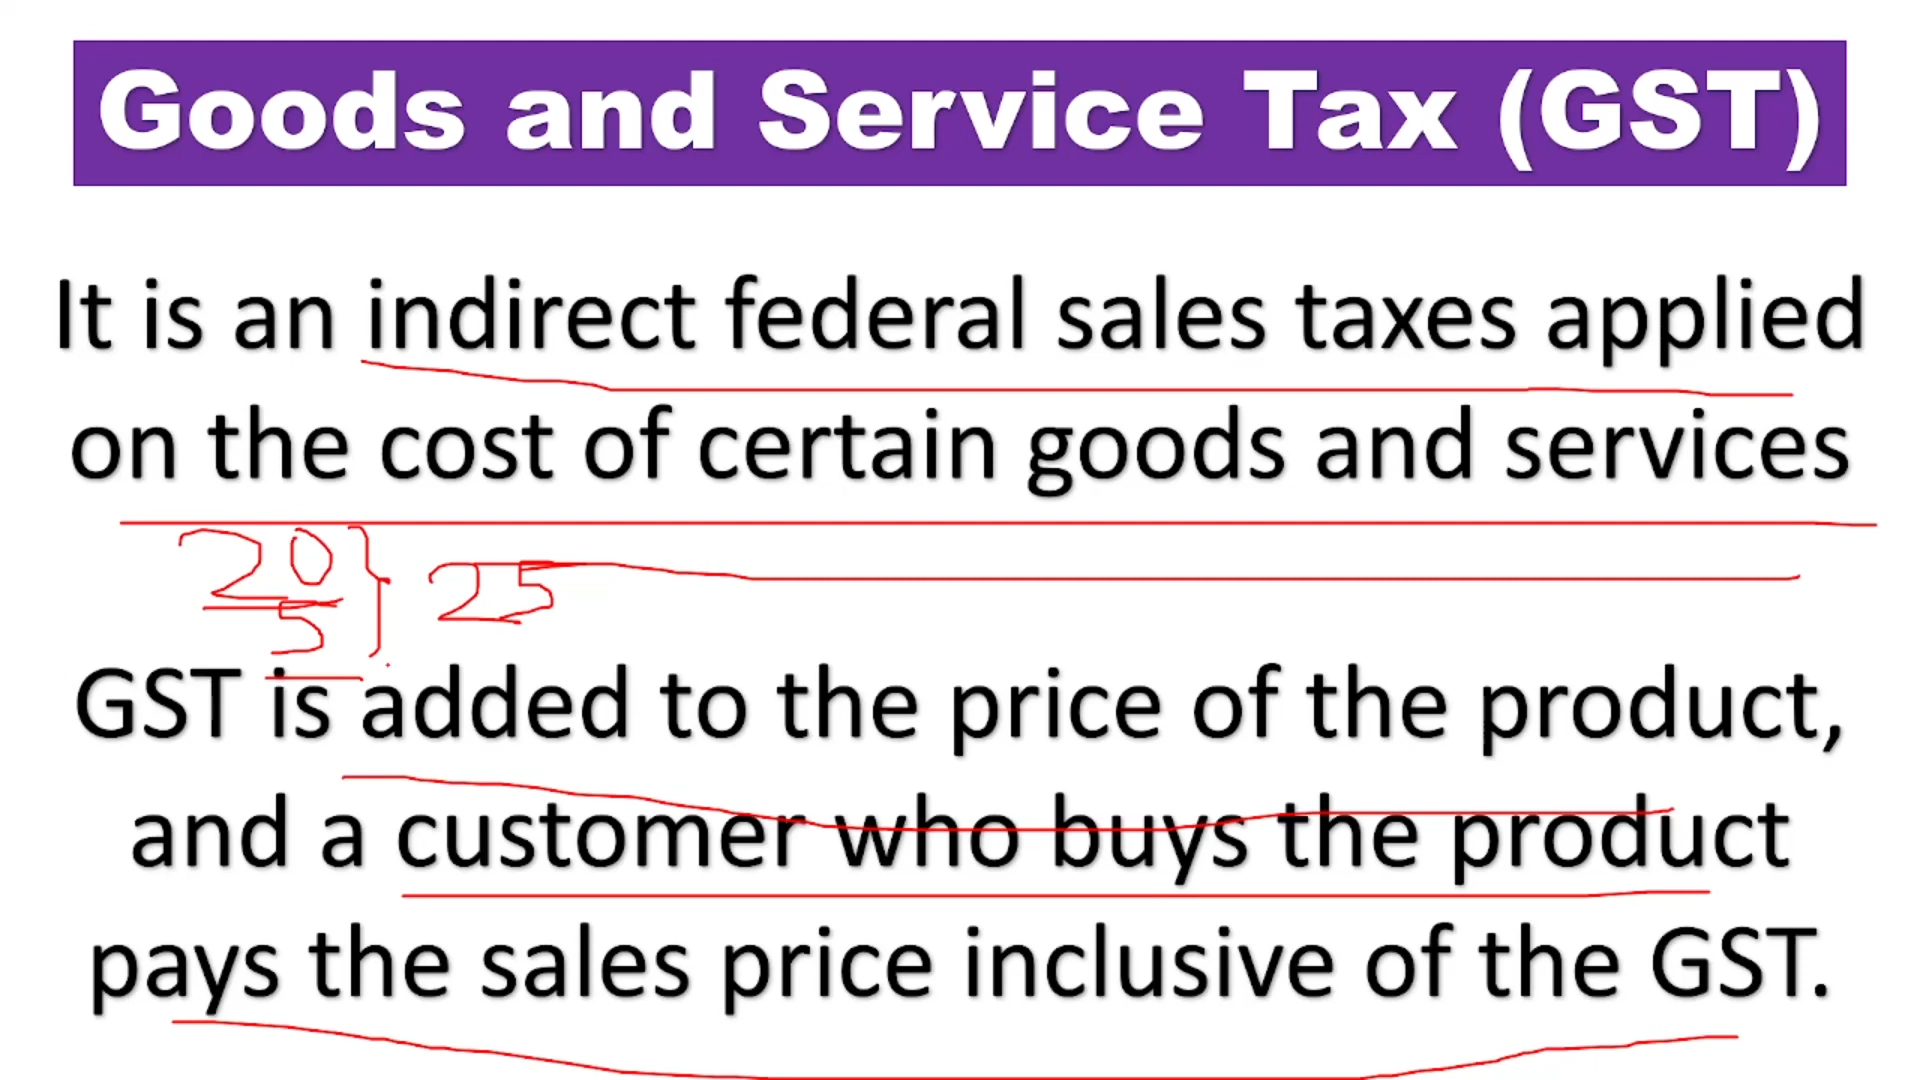 Goods and Service Tax (GST)
It is an indirect federal sales taxes applied
on the cost of certain goods and services
20
5
25
GST is added to the price of the product,
and a customer who buys the product
pays the sales price inclusive of the GST.